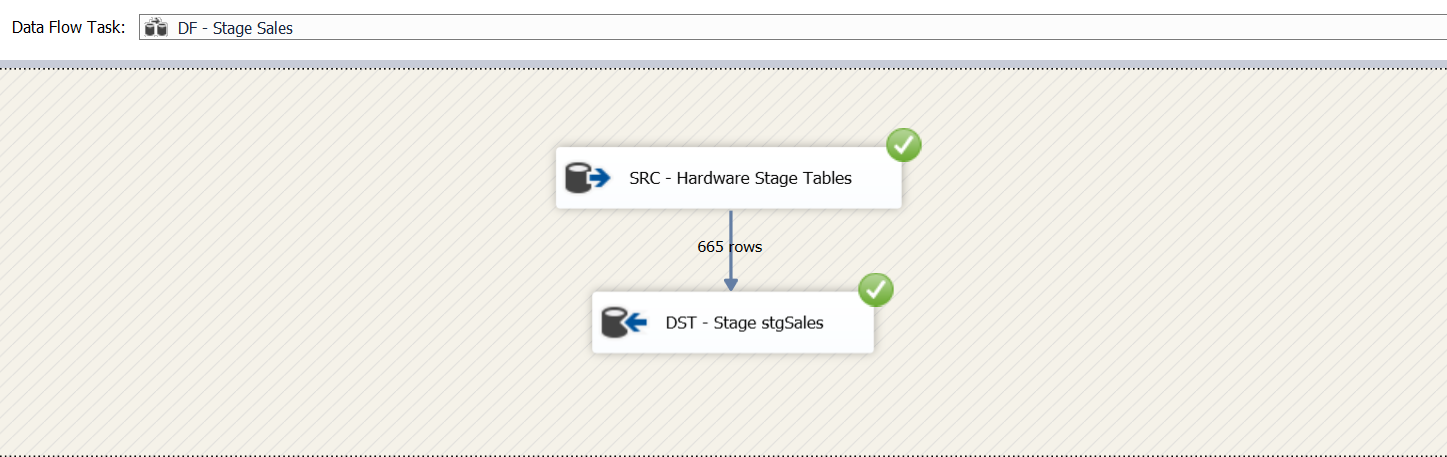 Data Flow Task: DF - Stage Sales
SRC - Hardware Stage Tables
665 rows
DST - Stage stgSales